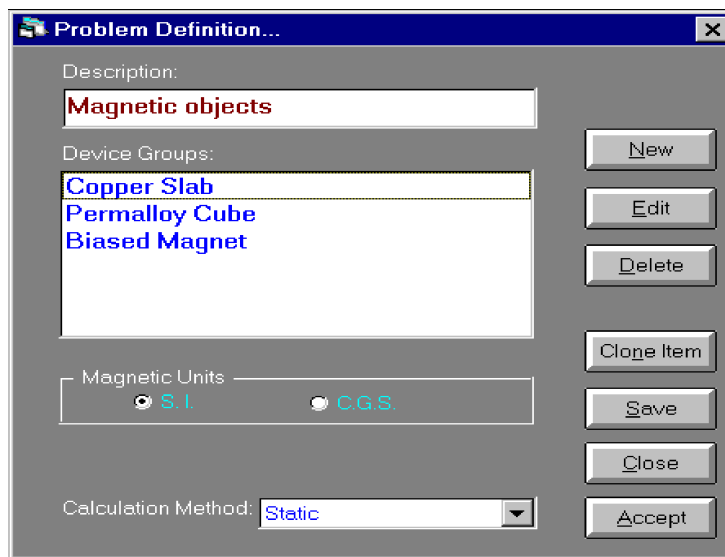 Problem Definition...
Description:
Magnetic objects
Device Groups:
Copper Slab
Permalloy Cube
Biased Magnet
Magnetic Units
S.I.
C.G.S.
Calculation Method:
Static
New
Edit
Delete
Clone Item
Save
Close
Accept